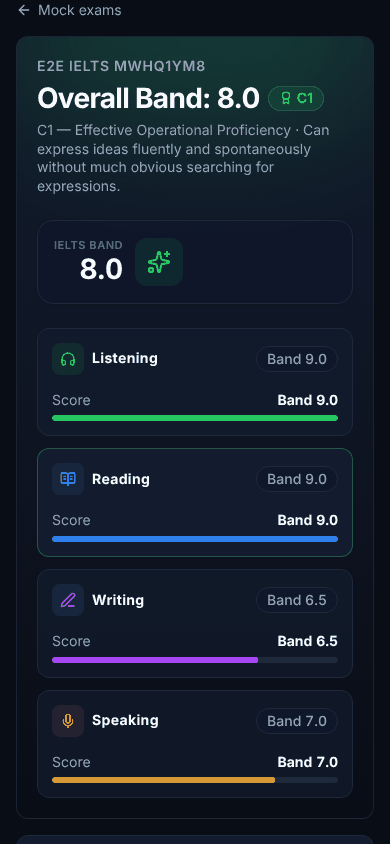 Mock exams
E2E IELTS MWHQ1YM8
Overall Band: 8.0 C1
C1 — Effective Operational Proficiency · Can
express ideas fluently and spontaneously
without much obvious searching for
expressions.
IELTS BAND
8.0
Listening Band 9.0
Score Band 9.0
Reading Band 9.0
Score Band 9.0
Writing Band 6.5
Score Band 6.5
Speaking Band 7.0
Score Band 7.0